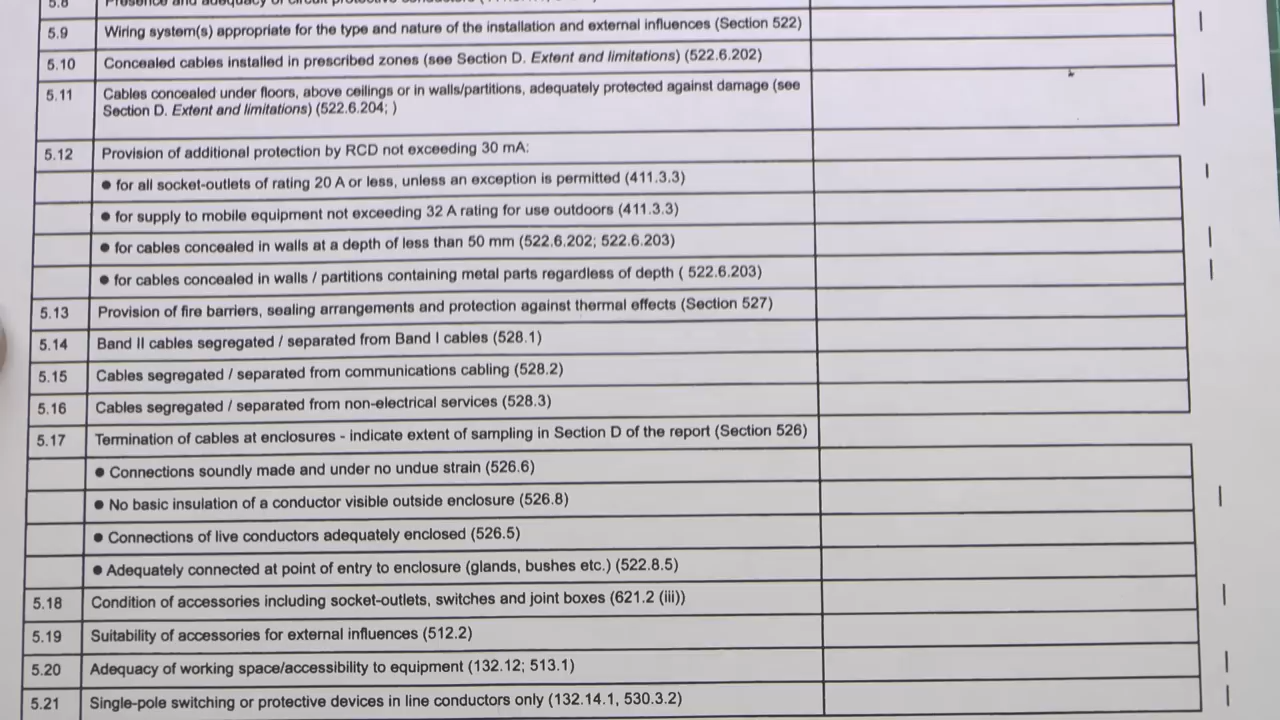 5.8 Presence and adequacy of circuit protective conductors
5.9 Wiring system(s) appropriate for the type and nature of the installation and external influences (Section 522)
5.10 Concealed cables installed in prescribed zones (see Section D. Extent and limitations) (522.6.202)
5.11 Cables concealed under floors, above ceilings or in walls/partitions, adequately protected against damage (see
Section D. Extent and limitations) (522.6.204; )
5.12 Provision of additional protection by RCD not exceeding 30 mA:
● for all socket-outlets of rating 20 A or less, unless an exception is permitted (411.3.3)
● for supply to mobile equipment not exceeding 32 A rating for use outdoors (411.3.3)
● for cables concealed in walls at a depth of less than 50 mm (522.6.202; 522.6.203)
● for cables concealed in walls / partitions containing metal parts regardless of depth ( 522.6.203)
5.13 Provision of fire barriers, sealing arrangements and protection against thermal effects (Section 527)
5.14 Band II cables segregated / separated from Band I cables (528.1)
5.15 Cables segregated / separated from communications cabling (528.2)
5.16 Cables segregated / separated from non-electrical services (528.3)
5.17 Termination of cables at enclosures - indicate extent of sampling in Section D of the report (Section 526)
● Connections soundly made and under no undue strain (526.6)
● No basic insulation of a conductor visible outside enclosure (526.8)
● Connections of live conductors adequately enclosed (526.5)
● Adequately connected at point of entry to enclosure (glands, bushes etc.) (522.8.5)
5.18 Condition of accessories including socket-outlets, switches and joint boxes (621.2 (iii))
5.19 Suitability of accessories for external influences (512.2)
5.20 Adequacy of working space/accessibility to equipment (132.12; 513.1)
5.21 Single-pole switching or protective devices in line conductors only (132.14.1, 530.3.2)